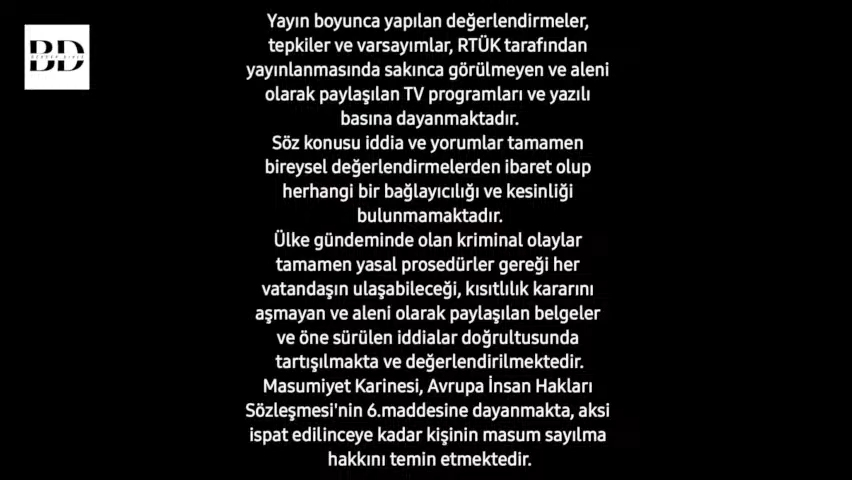 BD
Yayın boyunca yapılan değerlendirmeler,
tepkiler ve varsayımlar, RTÜK tarafından
yayınlanmasında sakınca görülmeyen ve aleni
olarak paylaşılan TV programları ve yazılı
basına dayanmaktadır.
Söz konusu iddia ve yorumlar tamamen
bireysel değerlendirmelerden ibaret olup
herhangi bir bağlayıcılığı ve kesinliği
bulunmamaktadır.
Ülke gündeminde olan kriminal olaylar
tamamen yasal prosedürler gereği her
vatandaşın ulaşabileceği, kısıtlılık kararını
aşmayan ve aleni olarak paylaşılan belgeler
ve öne sürülen iddialar doğrultusunda
tartışılmakta ve değerlendirilmektedir.
Masumiyet Karinesi, Avrupa İnsan Hakları
Sözleşmesi'nin 6.maddesine dayanmakta, aksi
ispat edilinceye kadar kişinin masum sayılma
hakkını temin etmektedir.